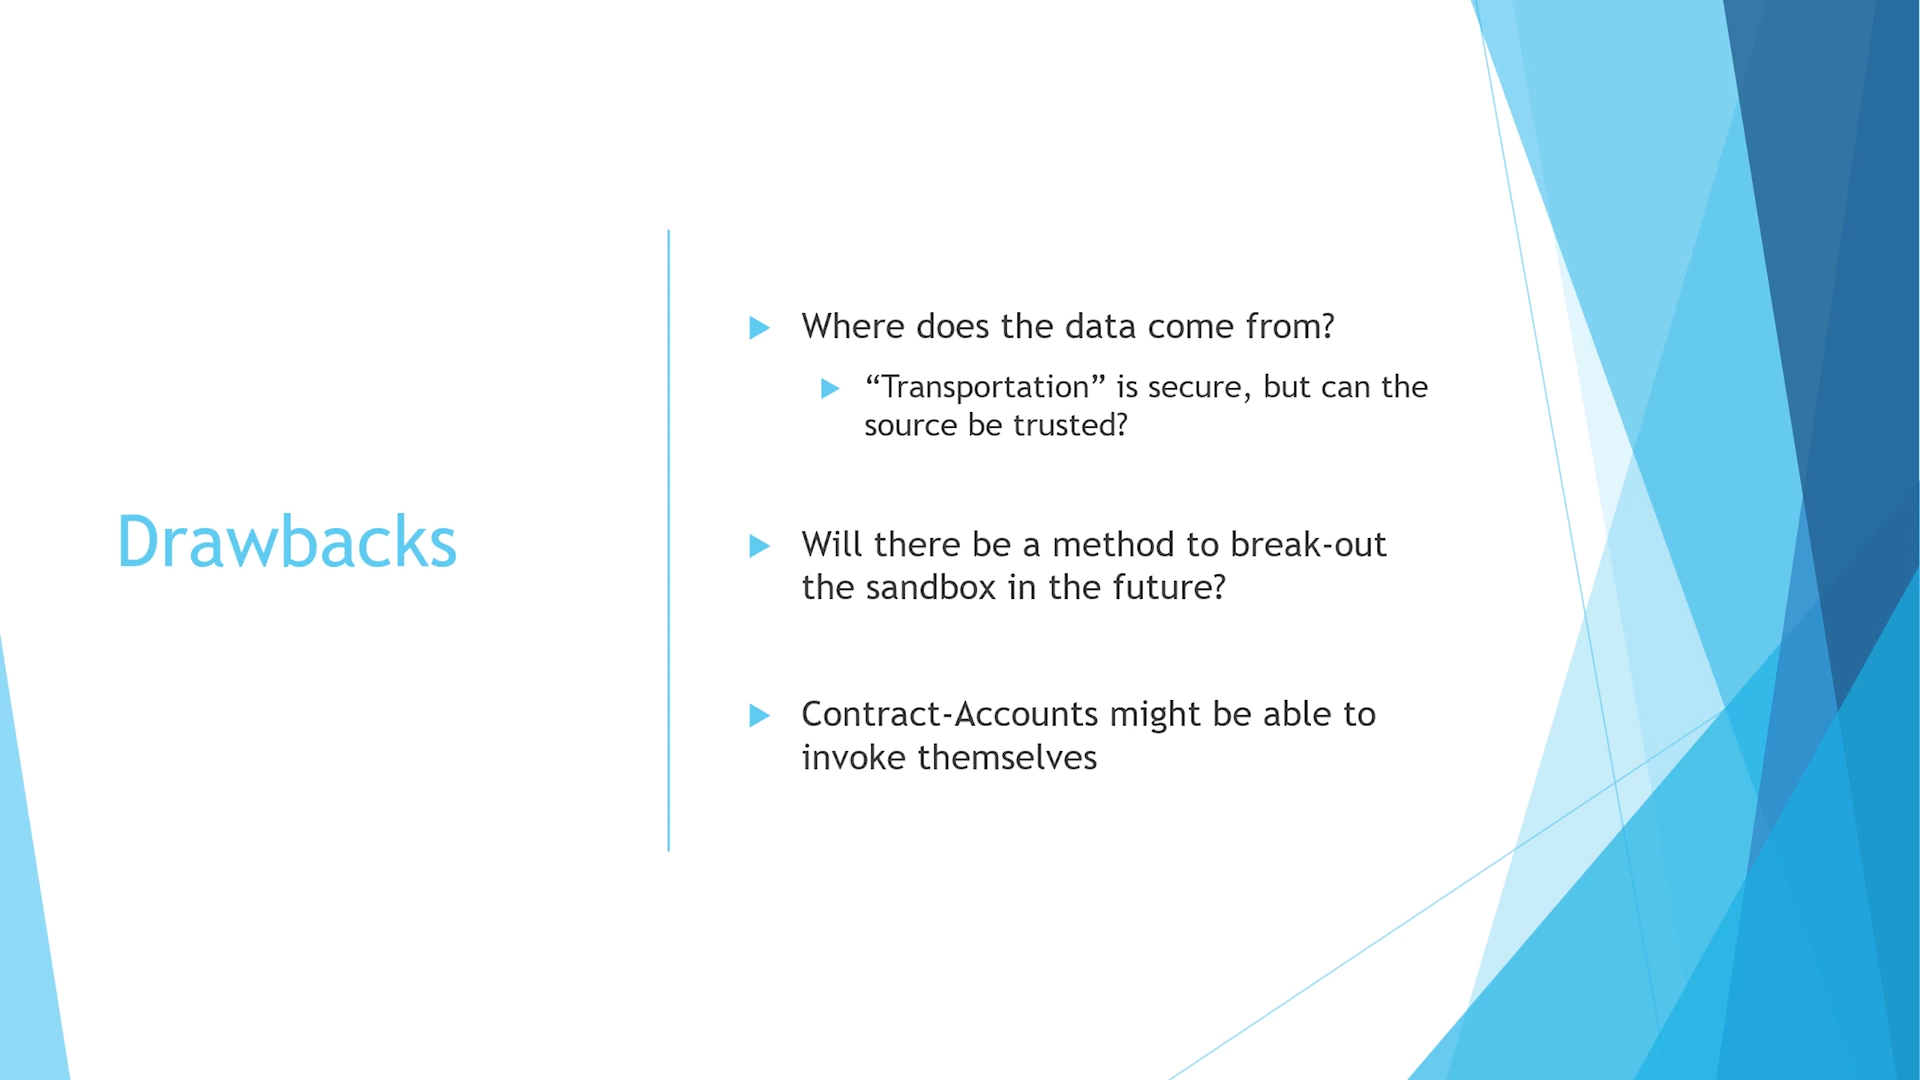 Drawbacks
Where does the data come from?
“Transportation” is secure, but can the
source be trusted?
Will there be a method to break-out
the sandbox in the future?
Contract-Accounts might be able to
invoke themselves